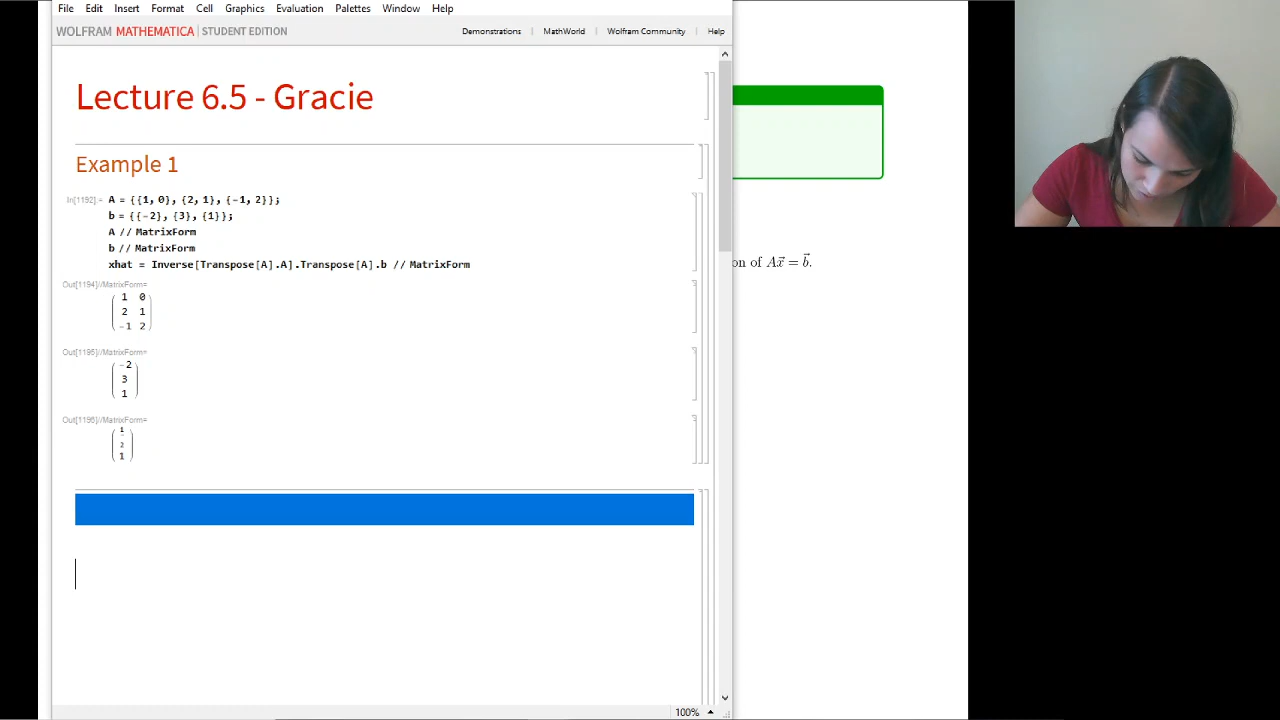 File Edit Insert Format Cell Graphics Evaluation Palettes Window Help
WOLFRAM MATHEMATICA | STUDENT EDITION Demonstrations | MathWorld | Wolfram Community | Help
Lecture 6.5 - Gracie
Example 1
In[1192]:= A = {{1, 0}, {2, 1}, {-1, 2}};
b = {{-2}, {3}, {1}};
A // MatrixForm
b // MatrixForm
xhat = Inverse[Transpose[A].A].Transpose[A].b // MatrixForm
on of Ax⃗ = b⃗.
Out[1194]//MatrixForm=
1 0
2 1
-1 2
Out[1195]//MatrixForm=
-2
3
1
Out[1196]//MatrixForm=
1
2
1
100%